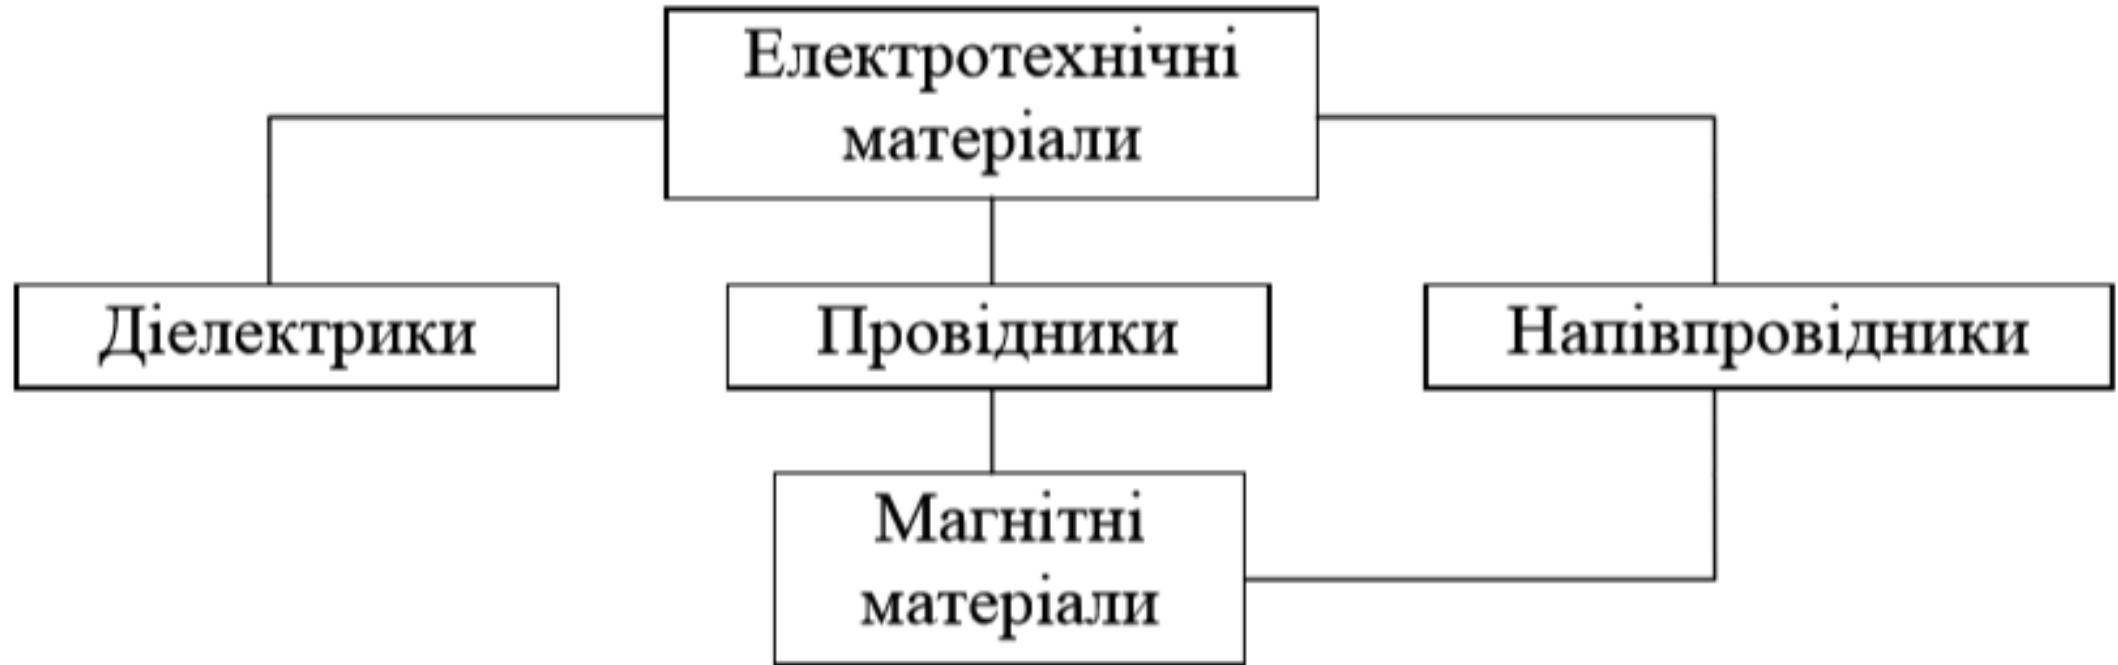 Електротехнічні
матеріали
Діелектрики
Провідники
Напівпровідники
Магнітні
матеріали